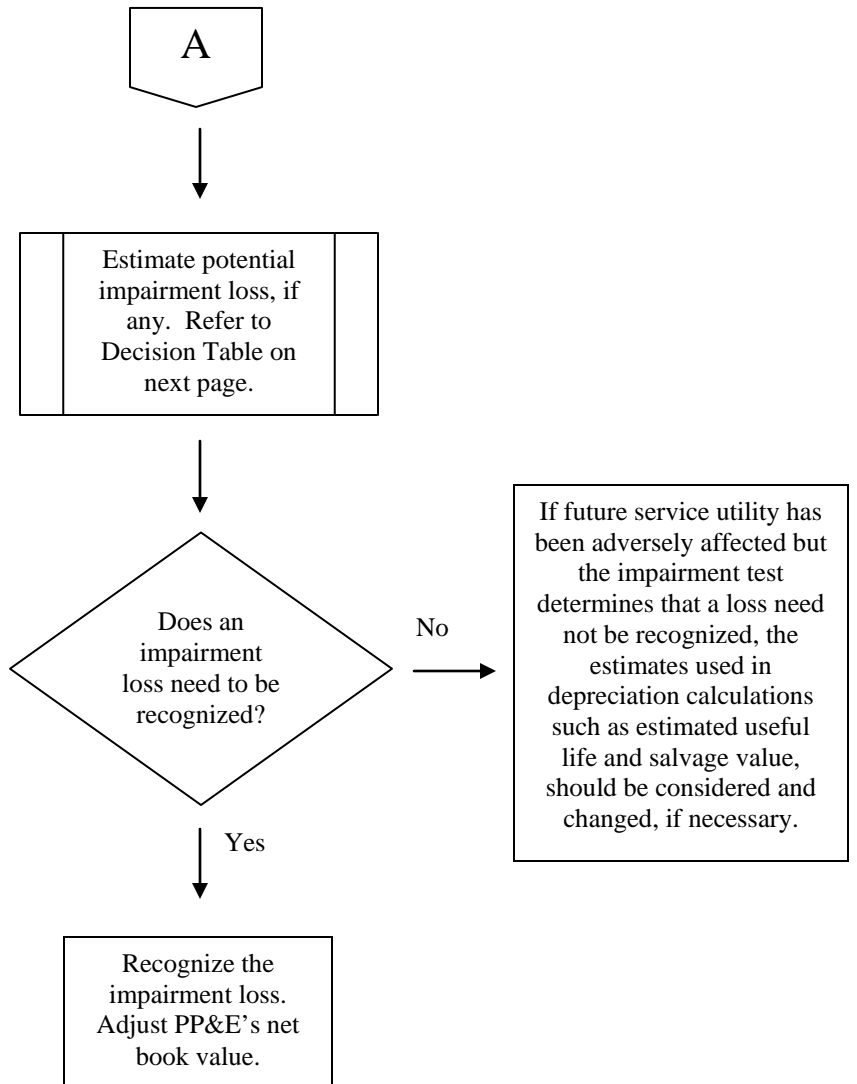 A
Estimate potential
impairment loss, if
any. Refer to
Decision Table on
next page.
Does an
impairment
loss need to be
recognized?
No
If future service utility has
been adversely affected but
the impairment test
determines that a loss need
not be recognized, the
estimates used in
depreciation calculations
such as estimated useful
life and salvage value,
should be considered and
changed, if necessary.
Yes
Recognize the
impairment loss.
Adjust PP&E’s net
book value.